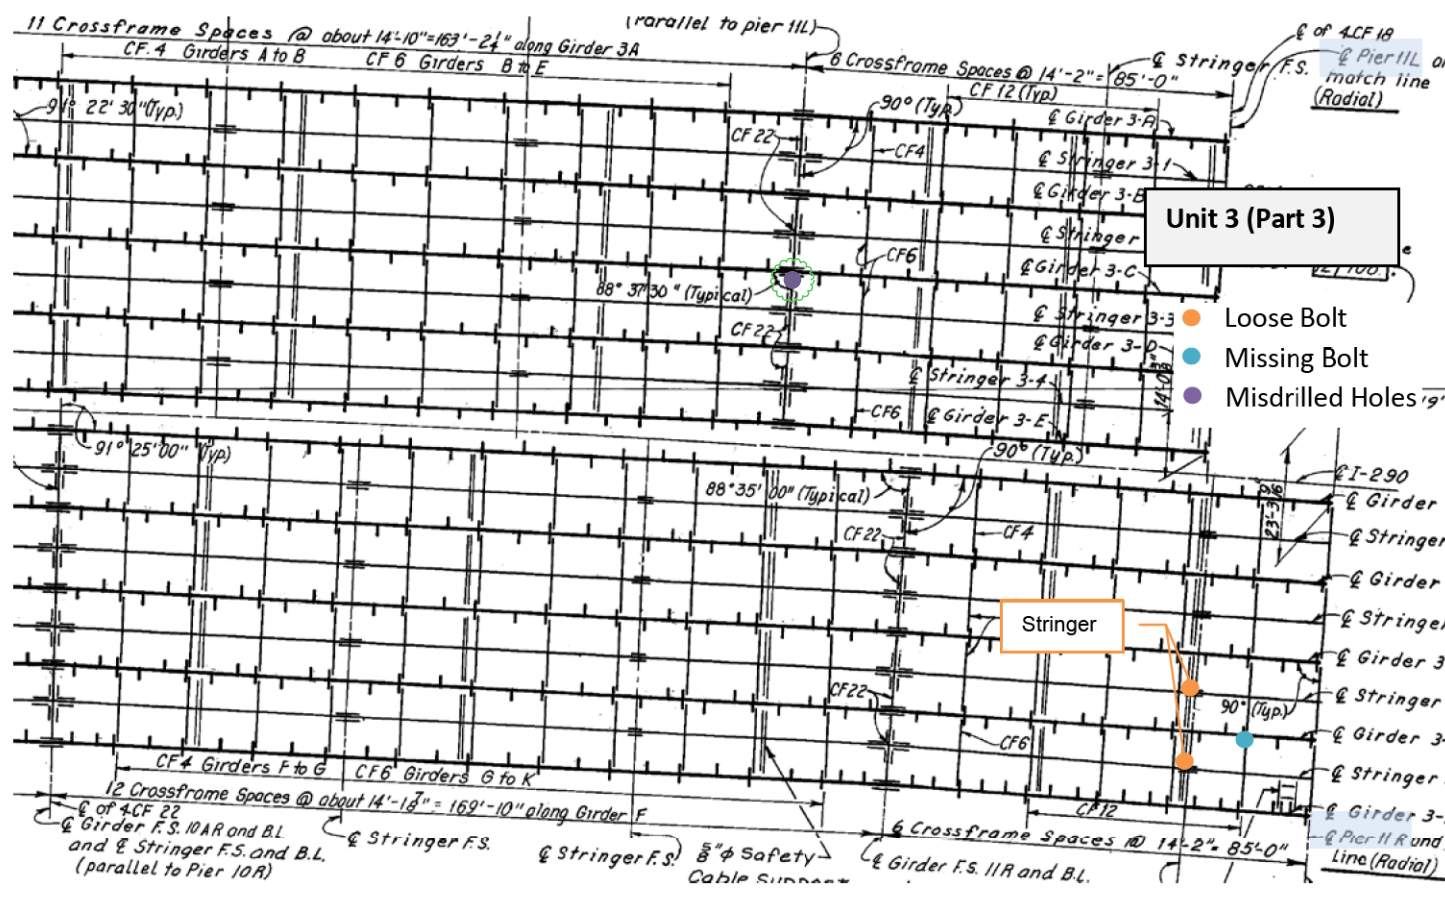 (Parallel to pier 11L)
11 Crossframe Spaces @ about 14'-10"=163'-2¼" along Girder 3A
CF.4 Girders A to B
CF 6 Girders B to E
6 Crossframe Spaces @ 14'-2"= 85'-0"
CF 12 (Typ.)
℄ Stringer F.S.
℄ of 4CF18
℄ Pier 11L
match line
(Radial)
91° 22' 30" (Typ.)
90° (Typ.)
CF 22
CF4
℄ Girder 3-A
℄ Stringer 3-1
℄ Girder 3-B
Unit 3 (Part 3)
℄ Stringer
CF6
℄ Girder 3-C
88° 37'30" (Typical)
CF 22
℄ Stringer 3-3
℄ Girder 3-D
Loose Bolt
Missing Bolt
Misdrilled Holes
℄ Stringer 3-4
CF6
℄ Girder 3-E
91° 25' 00" (Typ)
90° (Typ.)
℄ I-290
88° 35' 00" (Typical)
℄ Girder
CF22
CF4
℄ Stringer
℄ Girder
℄ Stringer
Stringer
℄ Girder 3
℄ Stringer
CF22
90° (Typ.)
℄ Girder 3-
CF6
℄ Stringer
CF4 Girders F to G
CF6 Girders G to K
12 Crossframe Spaces @ about 14'-1⅞" = 169'-10" along Girder F
CF12
℄ Girder 3-
℄ of 4CF 22
℄ Girder F.S. 10AR and B.L.
and ℄ Stringer F.S. and B.L.
(parallel to Pier 10R)
℄ Stringer F.S.
℄ Stringer F.S.
⅝"φ Safety
Cable Support
6 Crossframe Spaces @ 14'-2"= 85'-0"
℄ Girder F.S. 11R and B.L.
℄ Pier 11R and
Line (Radial)